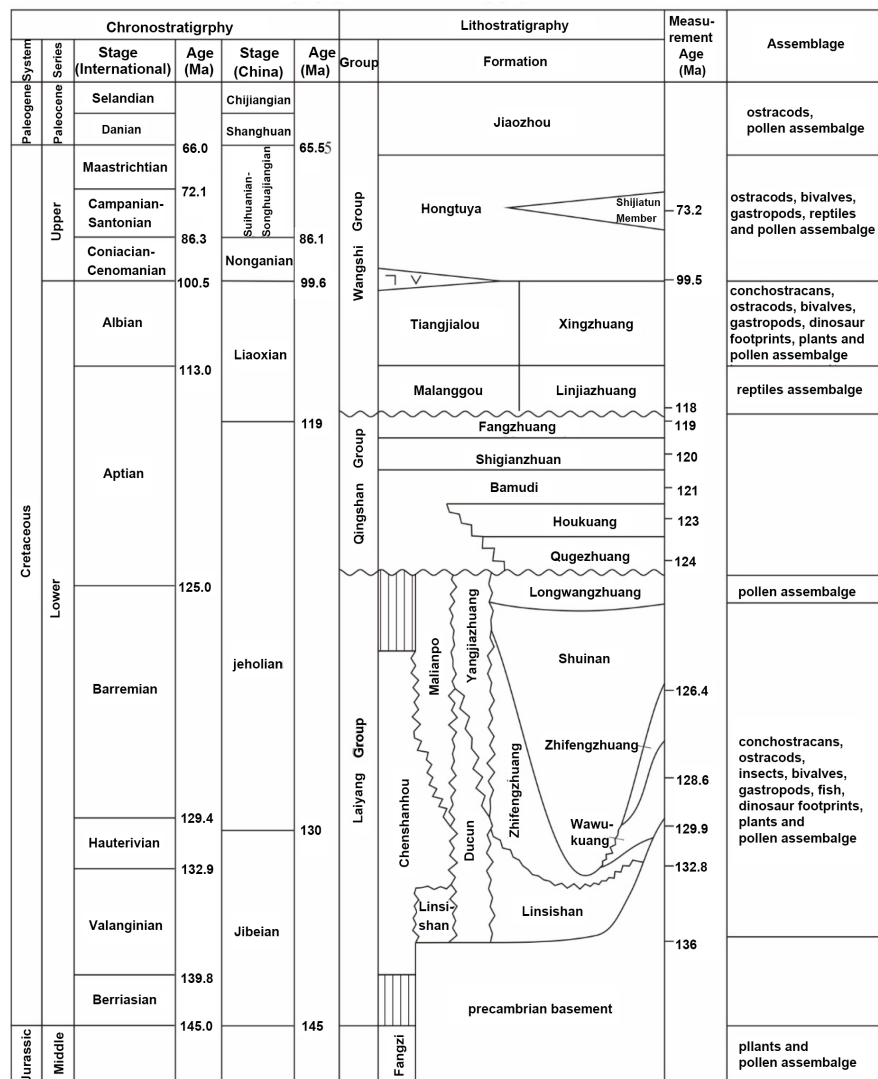 Chronostratigrphy
Lithostratigraphy
Measu-
rement
Age
(Ma)
Assemblage
System
Series
Stage
(International)
Age
(Ma)
Stage
(China)
Age
(Ma)
Group
Formation
Paleogene
Paleocene
Selandian
Danian
66.0
Chijiangian
Shanghuan
65.55
Jiaozhou
ostracods,
pollen assembalge
Cretaceous
Upper
Maastrichtian
72.1
Campanian-
Santonian
86.3
Coniacian-
Cenomanian
100.5
Suihuanian-
Songhuajiangian
86.1
Nonganian
99.6
Wangshi Group
Hongtuya
Shijiatun
Member
73.2
99.5
ostracods, bivalves,
gastropods, reptiles
and pollen assembalge
Lower
Albian
113.0
Liaoxian
119
Tiangjialou
Xingzhuang
conchostracans,
ostracods, bivalves,
gastropods, dinosaur
footprints, plants and
pollen assembalge
Malanggou
Linjiazhuang
118
reptiles assembalge
Aptian
125.0
Qingshan Group
Fangzhuang
119
Shigianzhuan
120
Bamudi
121
Houkuang
123
Qugezhuang
124
jeholian
130
Barremian
129.4
Laiyang Group
Longwangzhuang
pollen assembalge
Malianpo
Yangjiazhuang
Shuinan
126.4
Zhifengzhuang
Zhifengzhuang
128.6
Chenshanhou
Ducun
Wawu-
kuang
129.9
132.8
conchostracans,
ostracods,
insects, bivalves,
gastropods, fish,
dinosaur footprints,
plants and
pollen assembalge
Hauterivian
132.9
Valanginian
139.8
Jibeian
145
Linsi-
shan
Linsishan
136
Berriasian
145.0
precambrian basement
Jurassic
Middle
Fangzi
pllants and
pollen assembalge